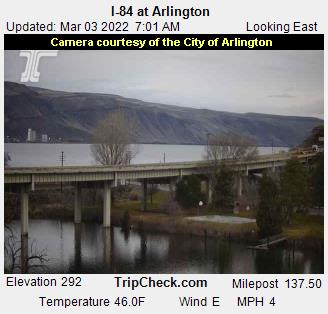 I-84 at Arlington
Updated: Mar 03 2022 7:01 AM Looking East
Camera courtesy of the City of Arlington
Elevation 292 TripCheck.com Milepost 137.50
Temperature 46.0F Wind E MPH 4